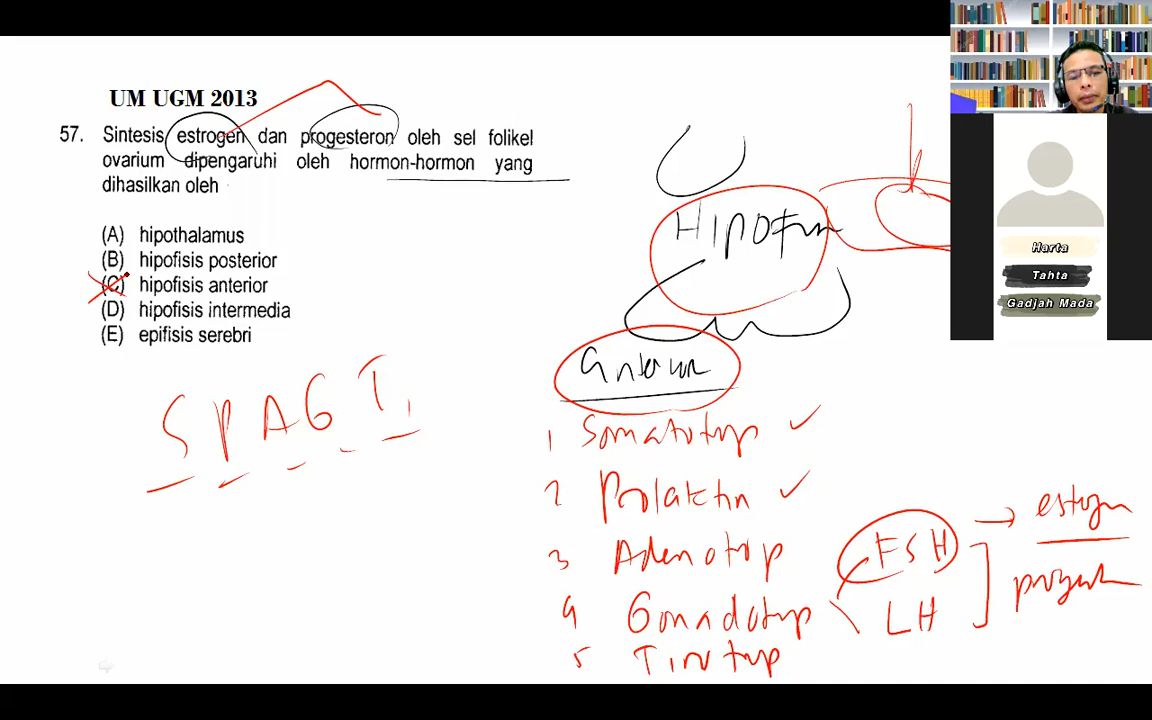 UM UGM 2013
57. Sintesis estrogen dan progesteron oleh sel folikel
ovarium dipengaruhi oleh hormon-hormon yang
dihasilkan oleh
(A) hipothalamus
(B) hipofisis posterior
(C) hipofisis anterior
(D) hipofisis intermedia
(E) epifisis serebri
SPAGT
anterior
1 Somatotrop
2 Prolaktin
3 Adenotrop
4 Gonadotrop
FSH
LH
estrogen
5 Tirotrop
Harta
Tahta
Gadjah Mada